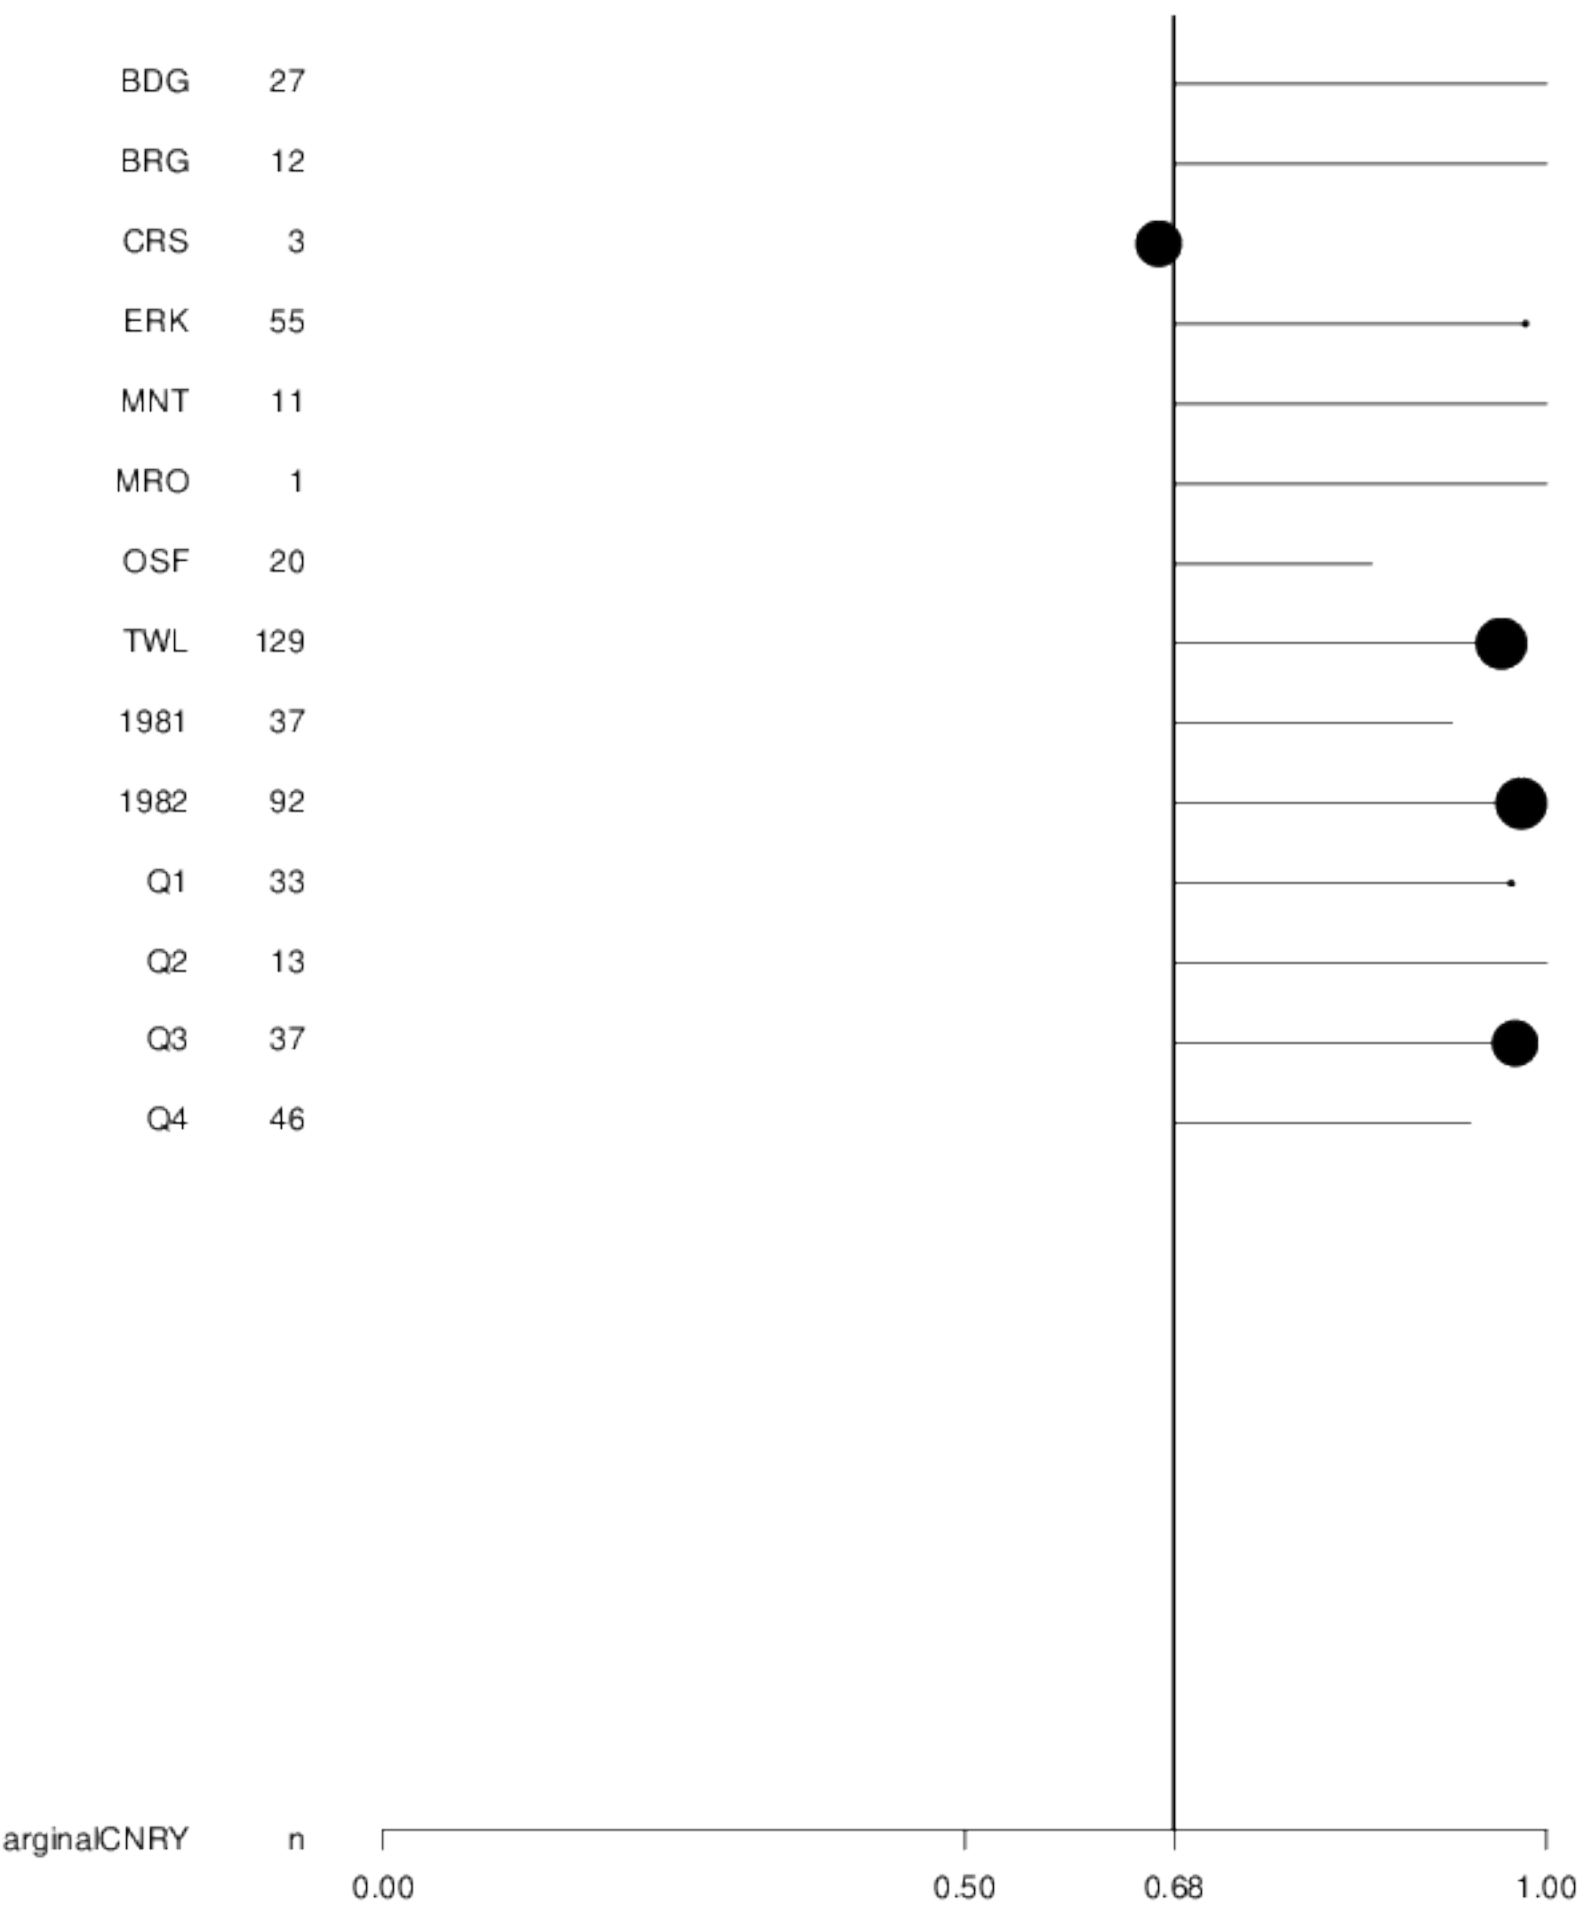 BDG 27
BRG 12
CRS 3
ERK 55
MNT 11
MRO 1
OSF 20
TWL 129
1981 37
1982 92
Q1 33
Q2 13
Q3 37
Q4 46
arginalCNRY n
0.00 0.50 0.68 1.00